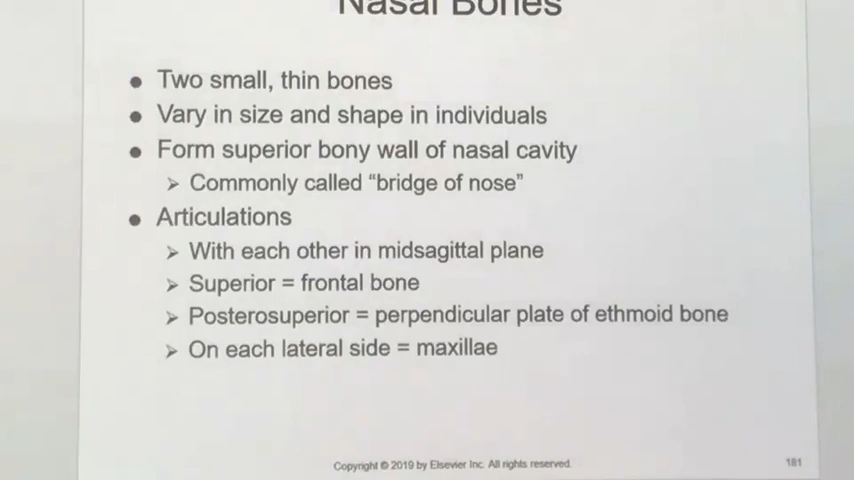 Nasal Bones
● Two small, thin bones
● Vary in size and shape in individuals
● Form superior bony wall of nasal cavity
➢ Commonly called “bridge of nose”
● Articulations
➢ With each other in midsagittal plane
➢ Superior = frontal bone
➢ Posterosuperior = perpendicular plate of ethmoid bone
➢ On each lateral side = maxillae
Copyright © 2019 by Elsevier Inc. All rights reserved.
181